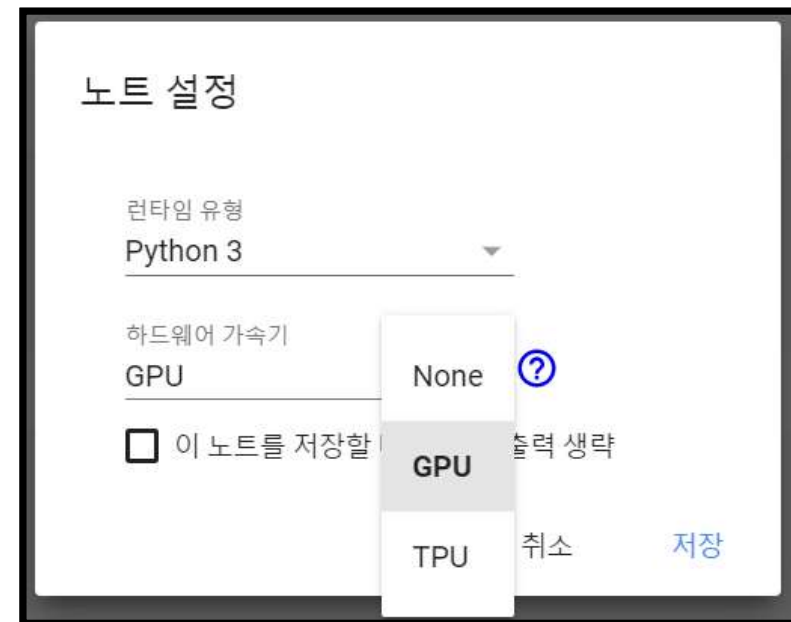 노트 설정
런타임 유형
Python 3
하드웨어 가속기
GPU
None
이 노트를 저장할 출력 생략
GPU
TPU
취소 저장